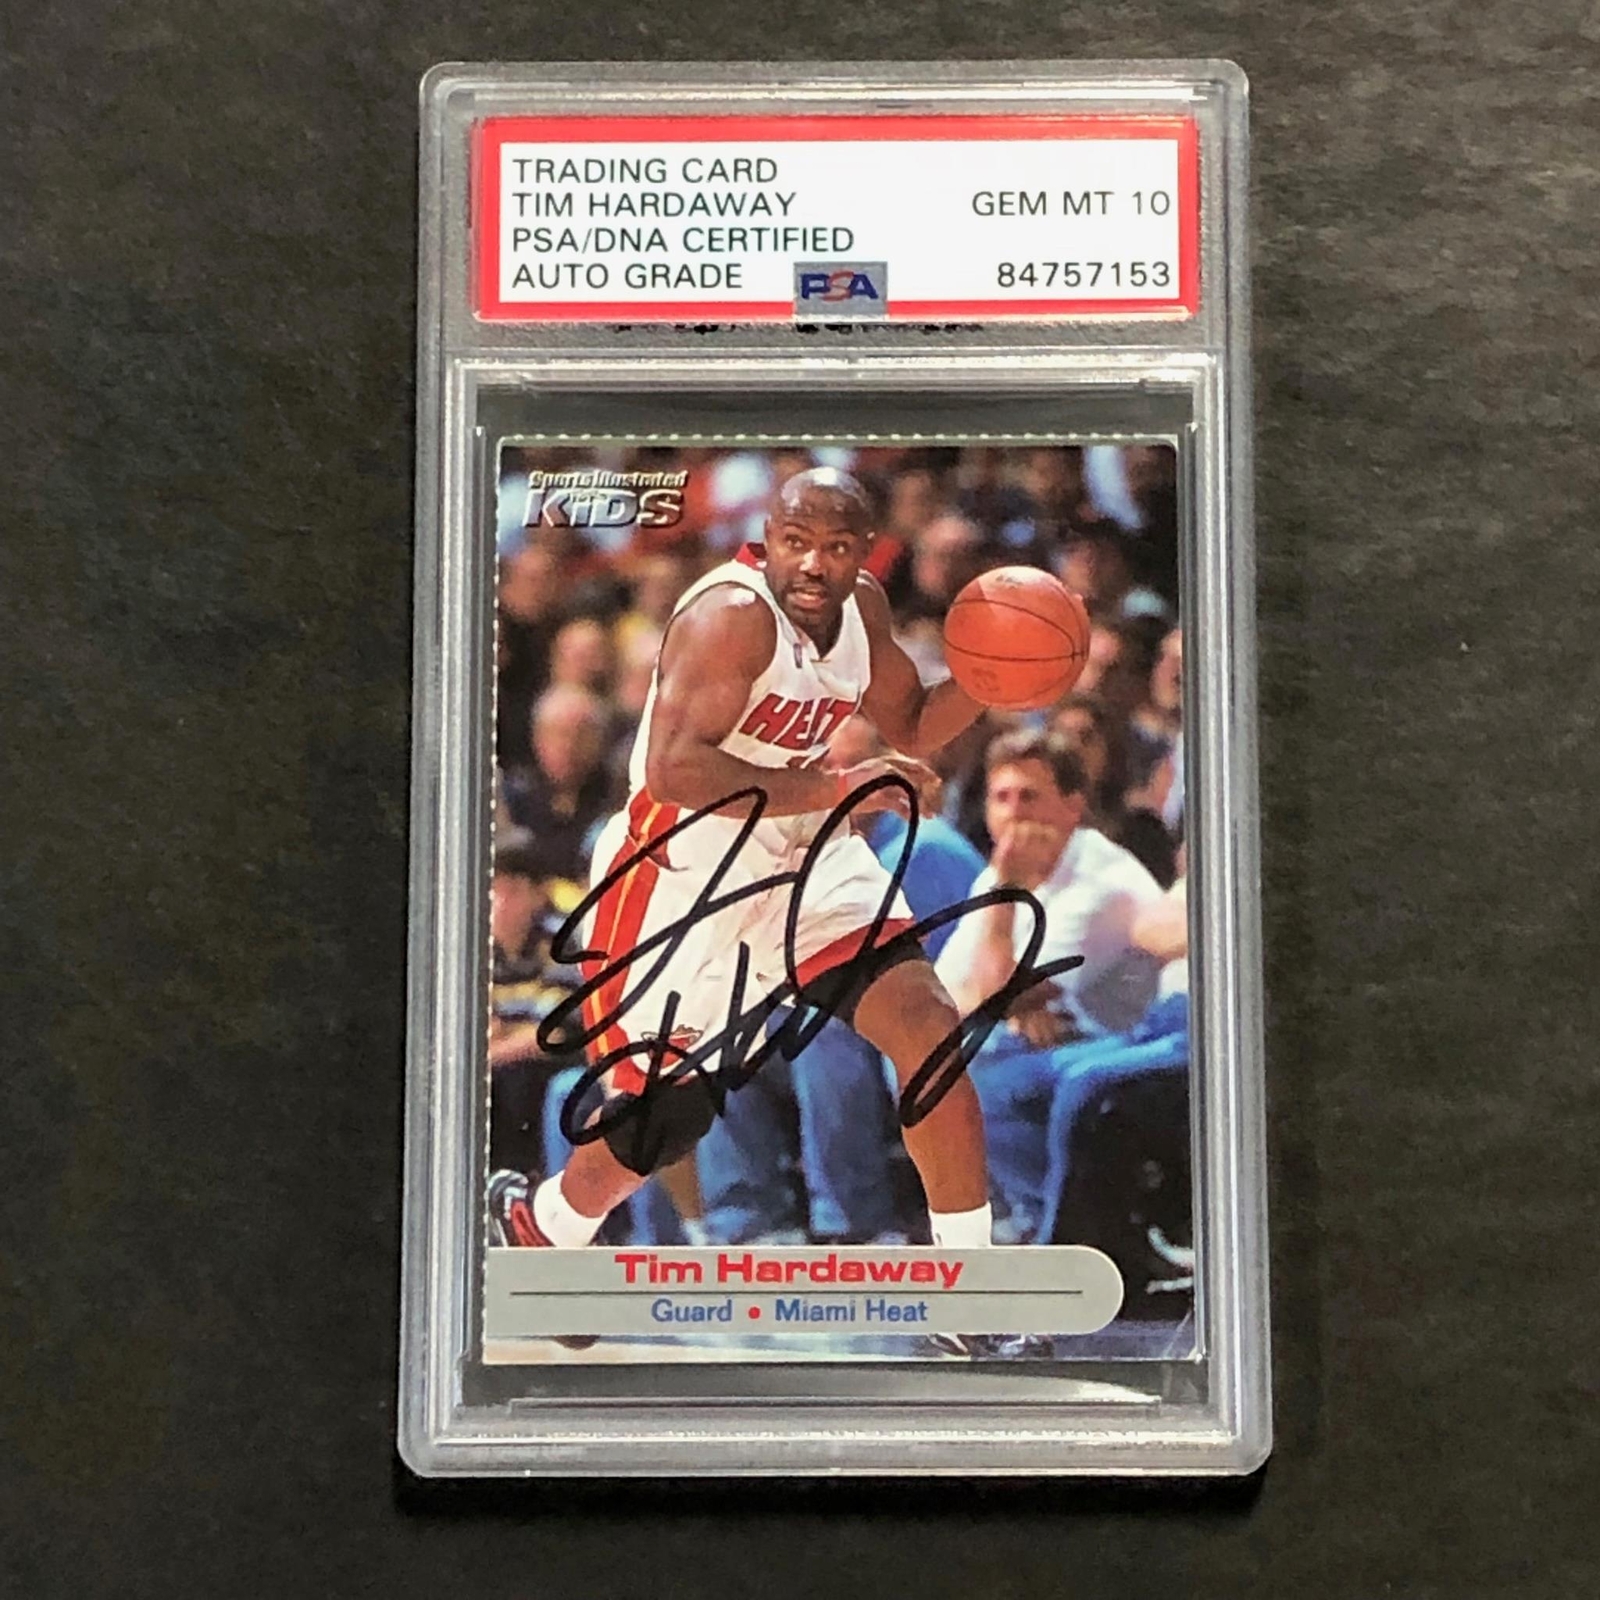 TRADING CARD
TIM HARDAWAY GEM MT 10
PSA/DNA CERTIFIED
AUTO GRADE PSA 84757153
Sports Illustrated
for KIDS
HEAT
Tim Hardaway
Guard • Miami Heat